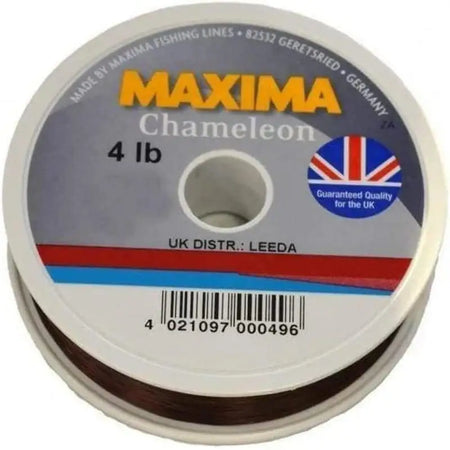 MADE BY MAXIMA FISHING LINES • 82532 GERETSRIED • GERMANY
MAXIMA
Chameleon
ZA
4 lb
Guaranteed Quality
for the UK
UK DISTR.: LEEDA
4 021097 000496